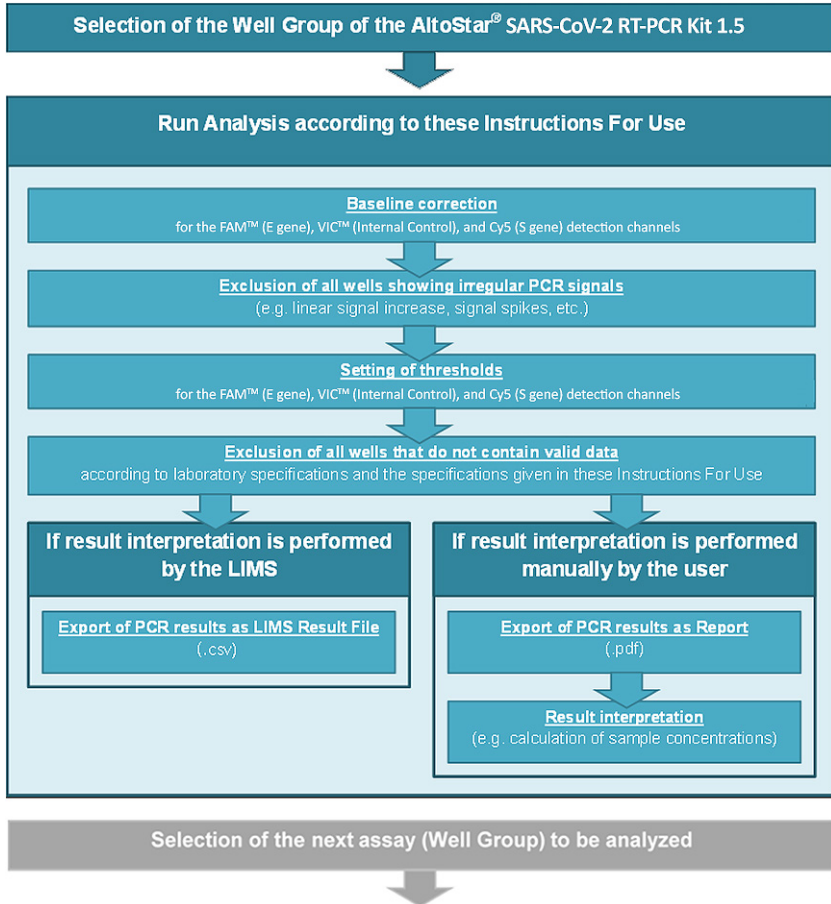 Selection of the Well Group of the AltoStar® SARS-CoV-2 RT-PCR Kit 1.5
Run Analysis according to these Instructions For Use
Baseline correction
for the FAM™ (E gene), VIC™ (Internal Control), and Cy5 (S gene) detection channels
Exclusion of all wells showing irregular PCR signals
(e.g. linear signal increase, signal spikes, etc.)
Setting of thresholds
for the FAM™ (E gene), VIC™ (Internal Control), and Cy5 (S gene) detection channels
Exclusion of all wells that do not contain valid data
according to laboratory specifications and the specifications given in these Instructions For Use
If result interpretation is performed
by the LIMS
Export of PCR results as LIMS Result File
(.csv)
If result interpretation is performed
manually by the user
Export of PCR results as Report
(.pdf)
Result interpretation
(e.g. calculation of sample concentrations)
Selection of the next assay (Well Group) to be analyzed